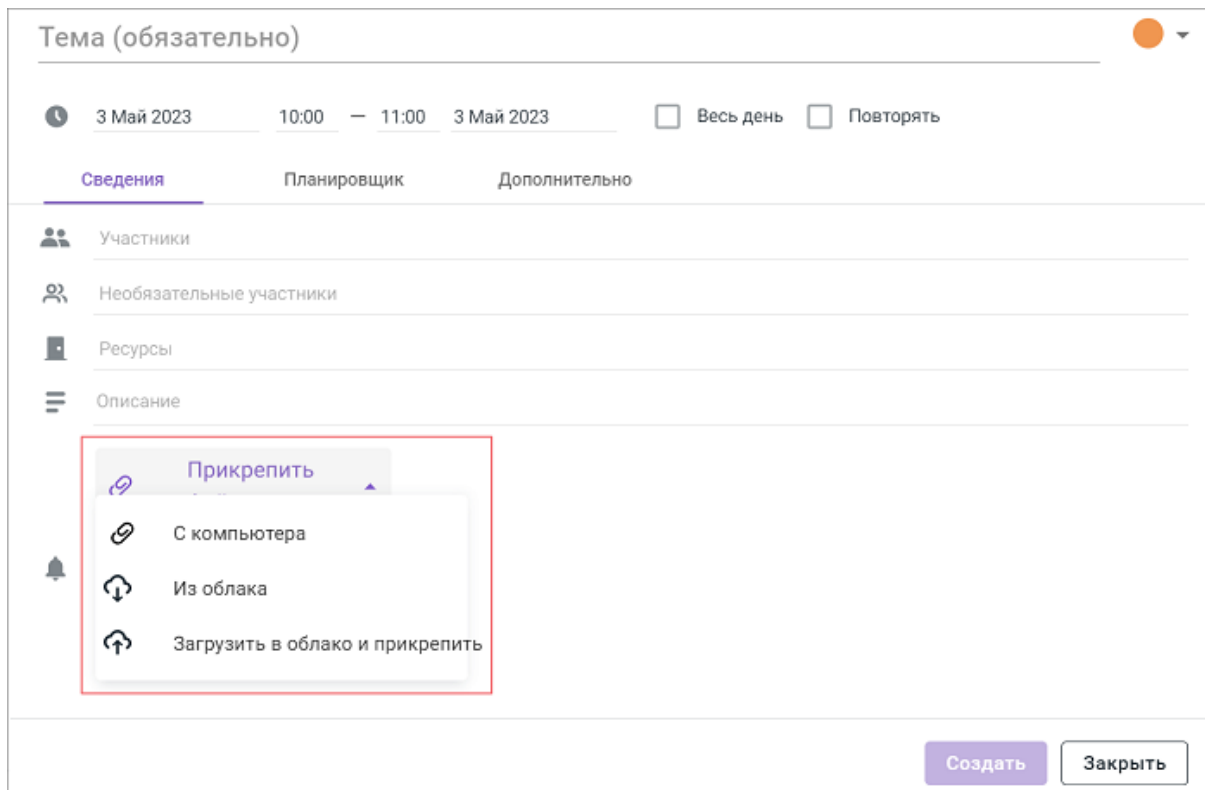 Тема (обязательно)
3 Май 2023 10:00 — 11:00 3 Май 2023 Весь день Повторять
Сведения Планировщик Дополнительно
Участники
Необязательные участники
Ресурсы
Описание
Прикрепить
С компьютера
Из облака
Загрузить в облако и прикрепить
Создать Закрыть